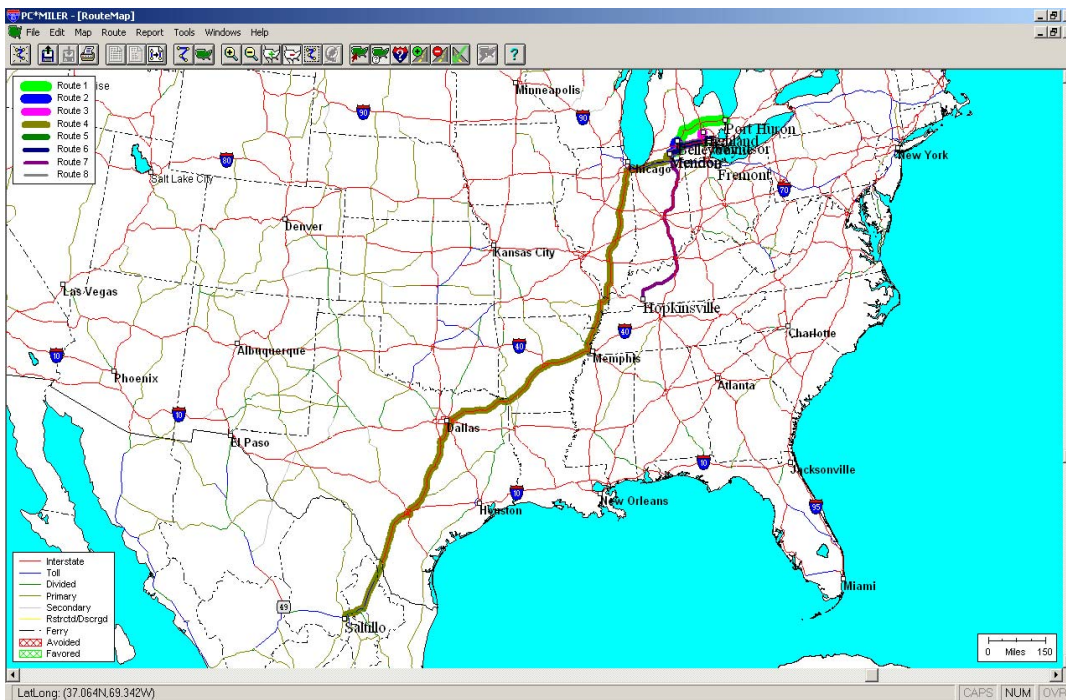 PC*MILER - [RouteMap]
File Edit Map Route Report Tools Windows Help
Route 1
Route 2
Route 3
Route 4
Route 5
Route 6
Route 7
Route 8
ise
Minneapolis
90
90
80
Salt Lake City
Port Huron
Highland
Mendon
Fremont
Chicago
New York
70
Denver
Kansas City
Las Vegas
Hopkinsville
40
40
Charlotte
Albuquerque
Memphis
10
Phoenix
Atlanta
10
Dallas
El Paso
10
Jacksonville
10
Houston
New Orleans
95
Miami
49
Saltillo
Interstate
Toll
Divided
Primary
Secondary
Rstrctd/Dscrgd
Ferry
Avoided
Favored
0 Miles 150
LatLong: (37.064N,69.342W)
CAPS NUM OVR